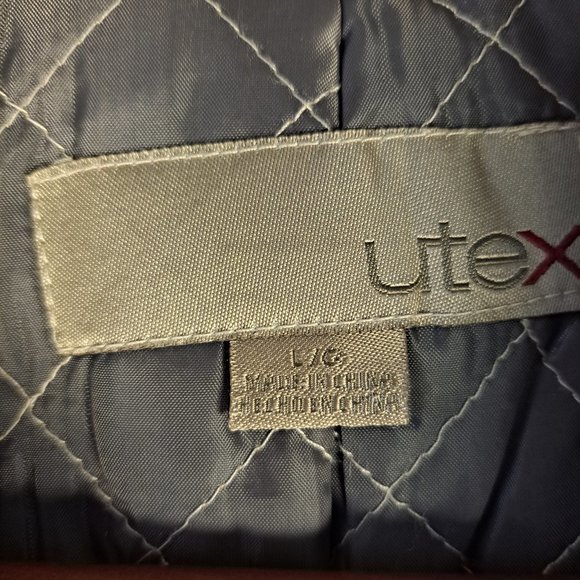 utex
L/G
MADE IN CHINA
HECHO EN CHINA